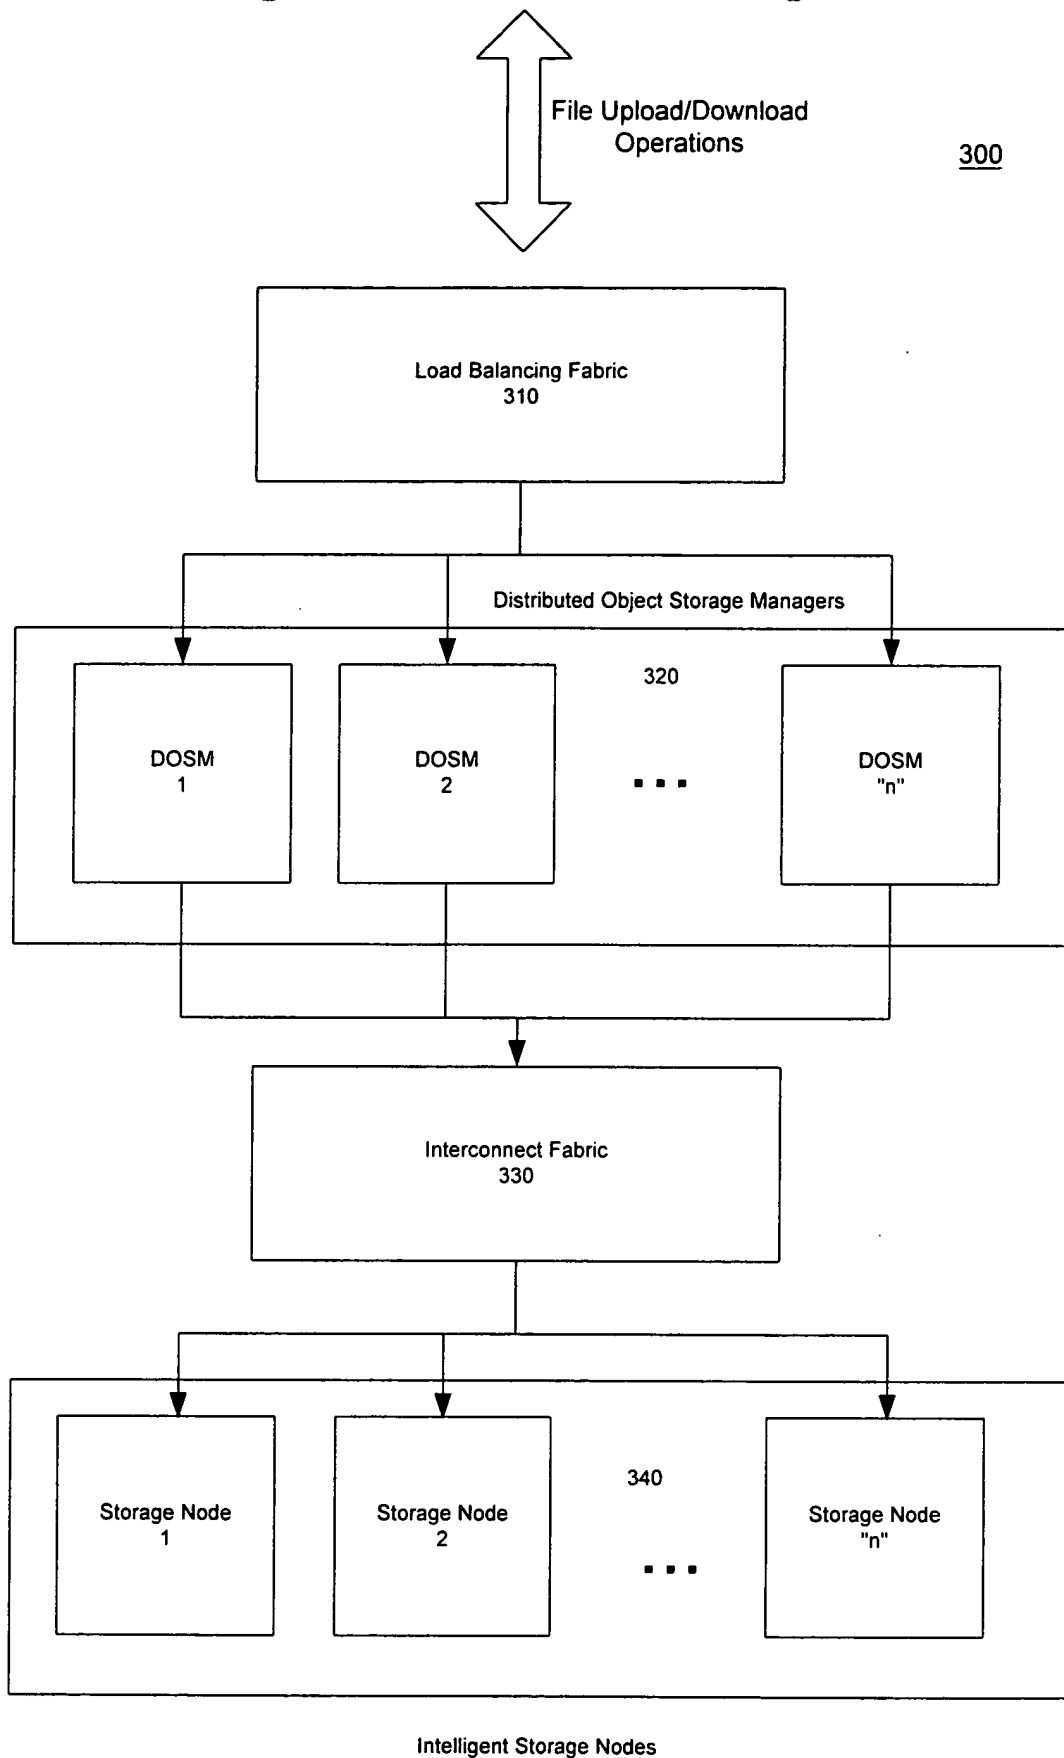 File Upload/Download
Operations
300
Load Balancing Fabric
310
Distributed Object Storage Managers
320
DOSM
1
DOSM
2
...
DOSM
"n"
Interconnect Fabric
330
340
Storage Node
1
Storage Node
2
...
Storage Node
"n"
Intelligent Storage Nodes